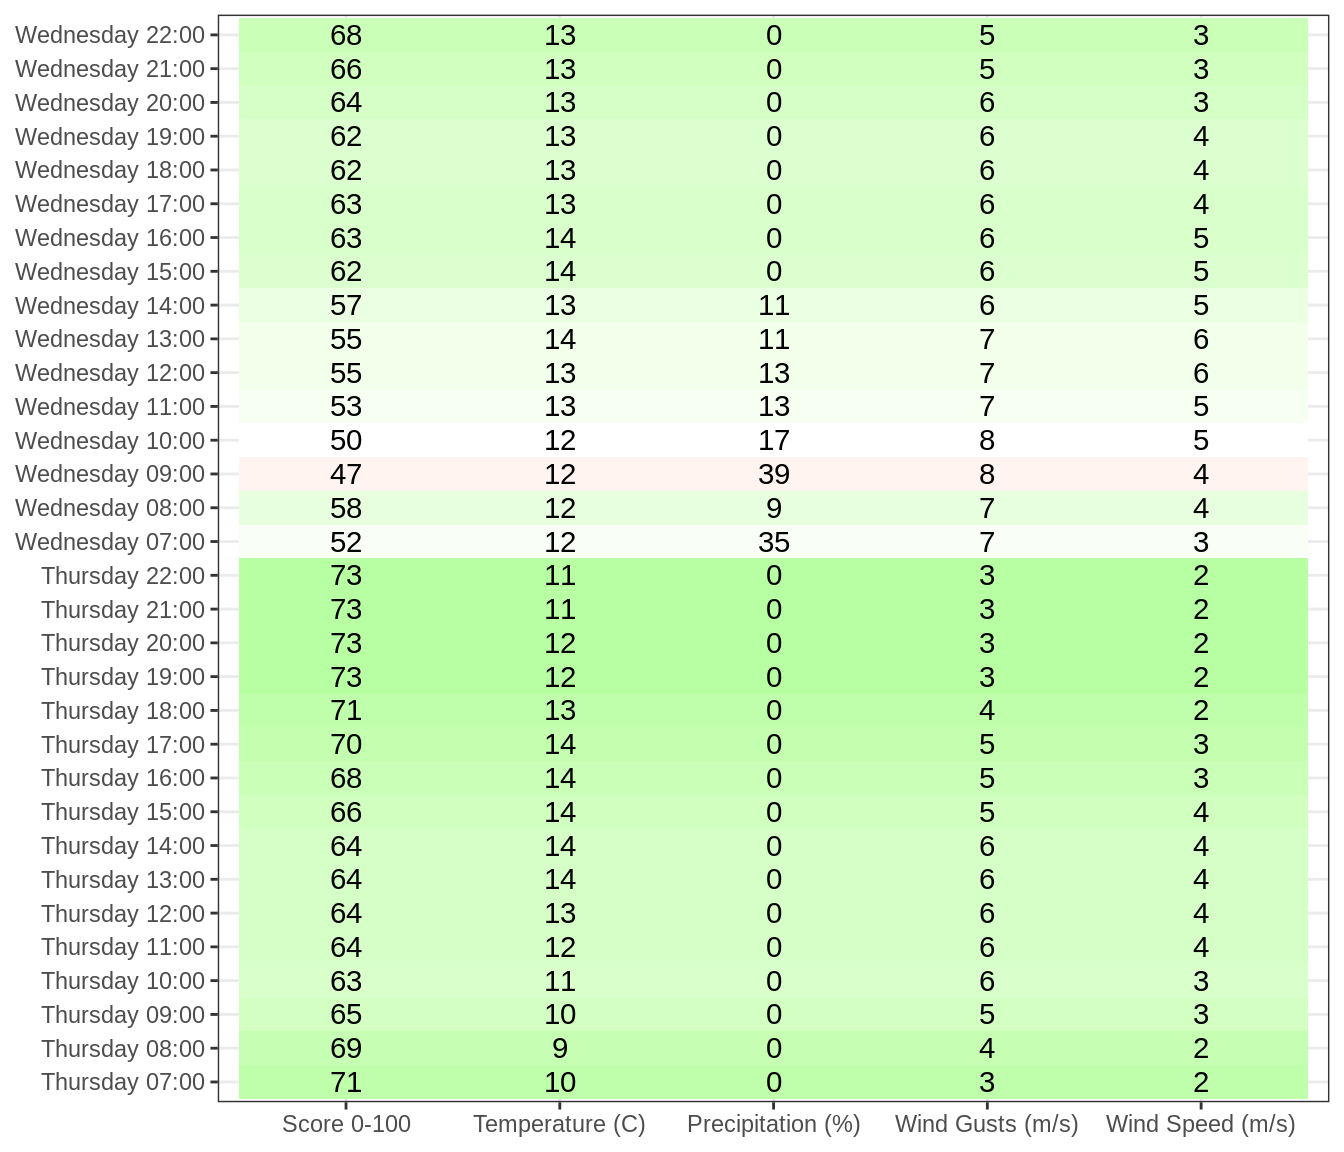 Wednesday 22:00 68 13 0 5 3
Wednesday 21:00 66 13 0 5 3
Wednesday 20:00 64 13 0 6 3
Wednesday 19:00 62 13 0 6 4
Wednesday 18:00 62 13 0 6 4
Wednesday 17:00 63 13 0 6 4
Wednesday 16:00 63 14 0 6 5
Wednesday 15:00 62 14 0 6 5
Wednesday 14:00 57 13 11 6 5
Wednesday 13:00 55 14 11 7 6
Wednesday 12:00 55 13 13 7 6
Wednesday 11:00 53 13 13 7 5
Wednesday 10:00 50 12 17 8 5
Wednesday 09:00 47 12 39 8 4
Wednesday 08:00 58 12 9 7 4
Wednesday 07:00 52 12 35 7 3
Thursday 22:00 73 11 0 3 2
Thursday 21:00 73 11 0 3 2
Thursday 20:00 73 12 0 3 2
Thursday 19:00 73 12 0 3 2
Thursday 18:00 71 13 0 4 2
Thursday 17:00 70 14 0 5 3
Thursday 16:00 68 14 0 5 3
Thursday 15:00 66 14 0 5 4
Thursday 14:00 64 14 0 6 4
Thursday 13:00 64 14 0 6 4
Thursday 12:00 64 13 0 6 4
Thursday 11:00 64 12 0 6 4
Thursday 10:00 63 11 0 6 3
Thursday 09:00 65 10 0 5 3
Thursday 08:00 69 9 0 4 2
Thursday 07:00 71 10 0 3 2
Score 0-100 Temperature (C) Precipitation (%) Wind Gusts (m/s) Wind Speed (m/s)